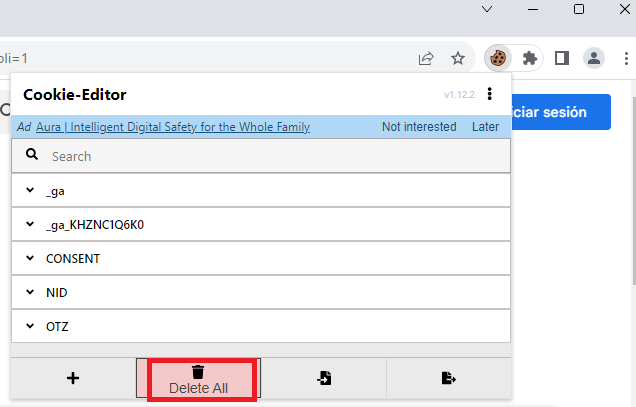 oli=1
Cookie-Editor
v1.12.2
Ad Aura | Intelligent Digital Safety for the Whole Family Not interested Later
ciar sesión
Search
_ga
_ga_KHZNC1Q6K0
CONSENT
NID
OTZ
Delete All